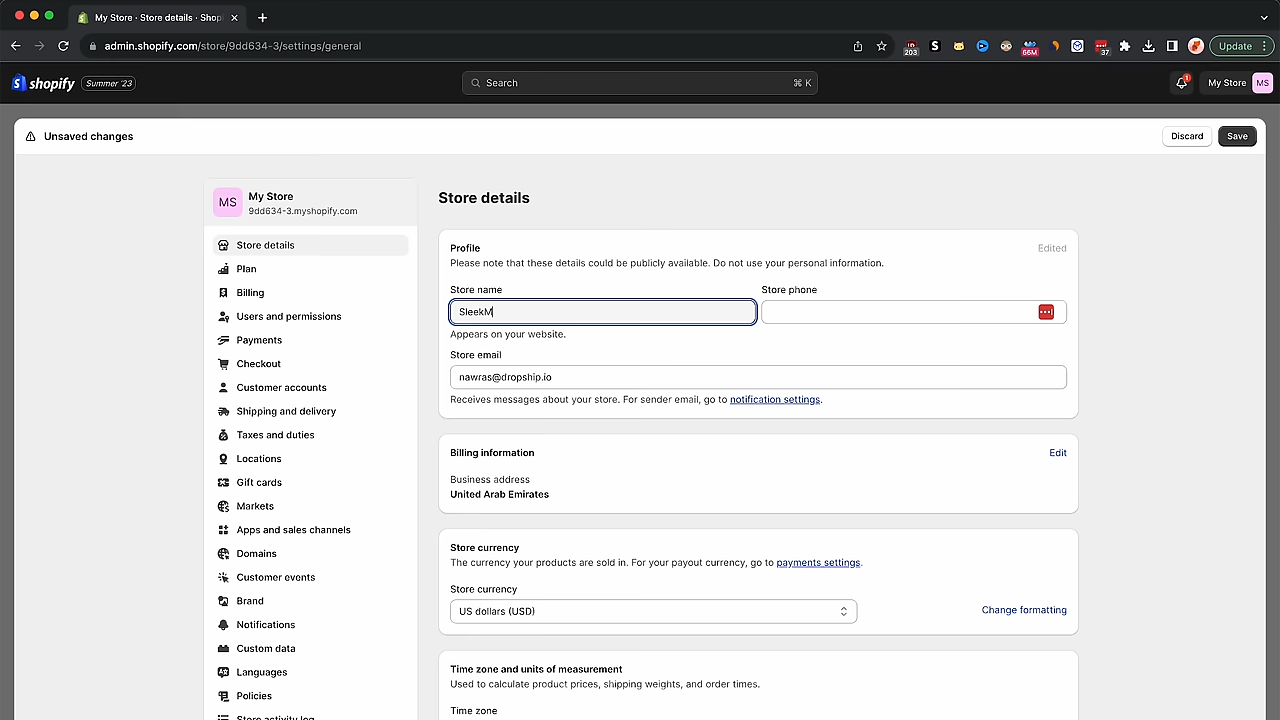 My Store · Store details · Shop
admin.shopify.com/store/9dd634-3/settings/general
203
S
66M
37
Update
shopify
Summer '23
Search
⌘ K
1
My Store
MS
Unsaved changes
Discard
Save
MS
My Store
9dd634-3.myshopify.com
Store details
Plan
Billing
Users and permissions
Payments
Checkout
Customer accounts
Shipping and delivery
Taxes and duties
Locations
Gift cards
Markets
Apps and sales channels
Domains
Customer events
Brand
Notifications
Custom data
Languages
Policies
Store activity log
Store details
Profile
Edited
Please note that these details could be publicly available. Do not use your personal information.
Store name
Store phone
SleekM
Appears on your website.
Store email
nawras@dropship.io
Receives messages about your store. For sender email, go to notification settings.
Billing information
Edit
Business address
United Arab Emirates
Store currency
The currency your products are sold in. For your payout currency, go to payments settings.
Store currency
US dollars (USD)
Change formatting
Time zone and units of measurement
Used to calculate product prices, shipping weights, and order times.
Time zone